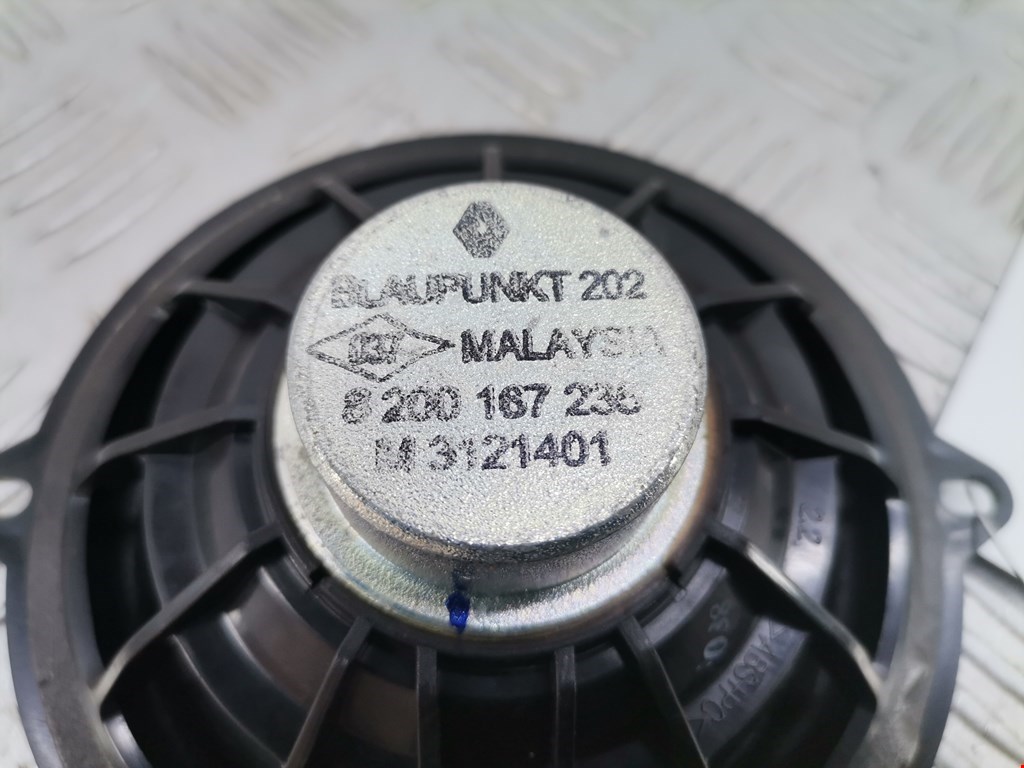 BLAUPUNKT 202
MALAYSIA
8 200 167 236
M 3121401